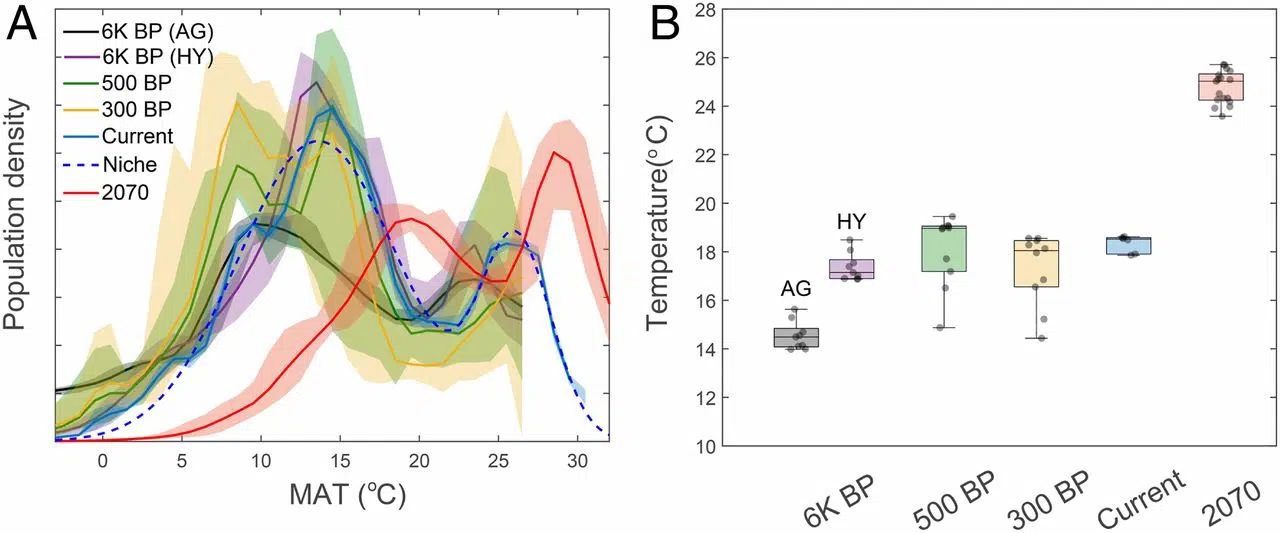 A
6K BP (AG)
6K BP (HY)
500 BP
300 BP
Current
Niche
2070
Population density
0 5 10 15 20 25 30
MAT (°C)
B
28
26
24
22
20
18
16
14
12
10
Temperature(° C)
AG
HY
6K BP 500 BP 300 BP Current 2070